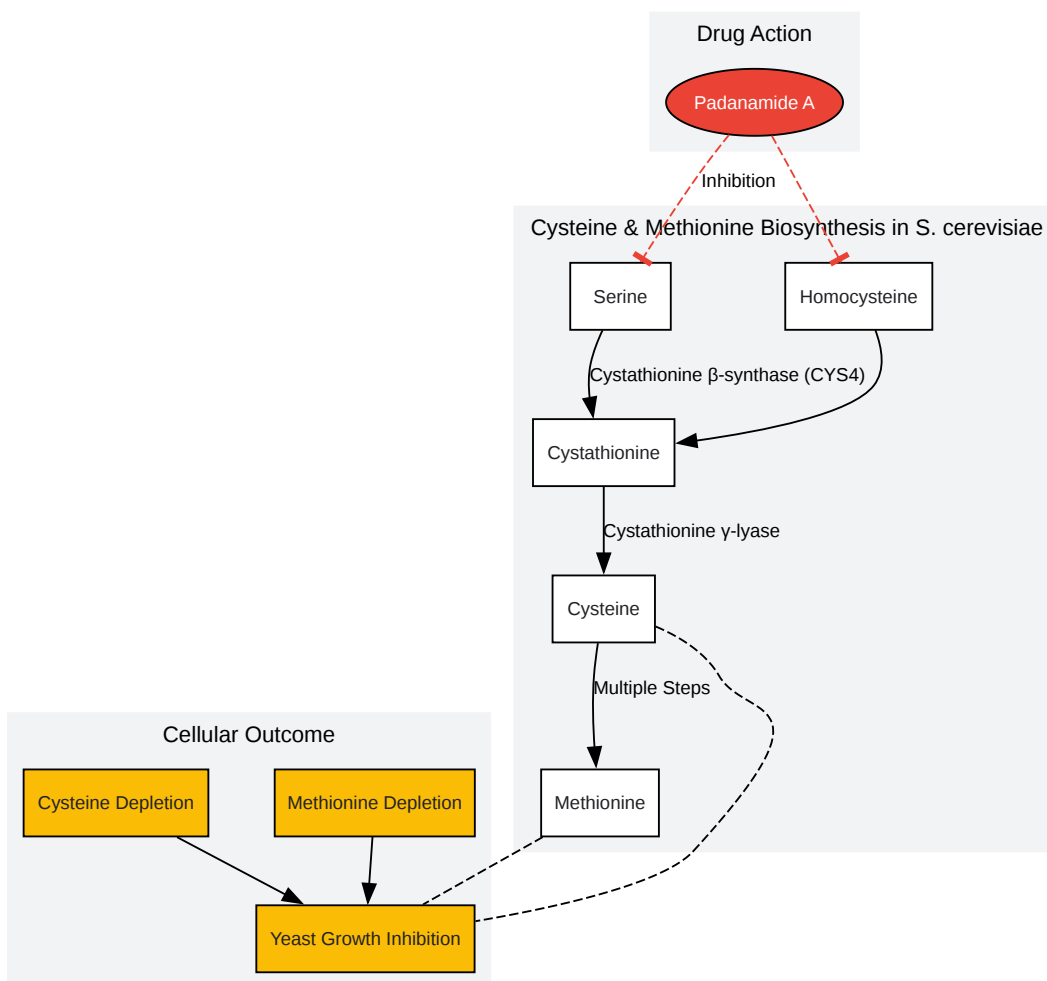 Drug Action
Padanamide A
Inhibition
Cysteine & Methionine Biosynthesis in S. cerevisiae
Serine
Homocysteine
Cystathionine β-synthase (CYS4)
Cystathionine
Cystathionine γ-lyase
Cysteine
Multiple Steps
Methionine
Cellular Outcome
Cysteine Depletion
Methionine Depletion
Yeast Growth Inhibition